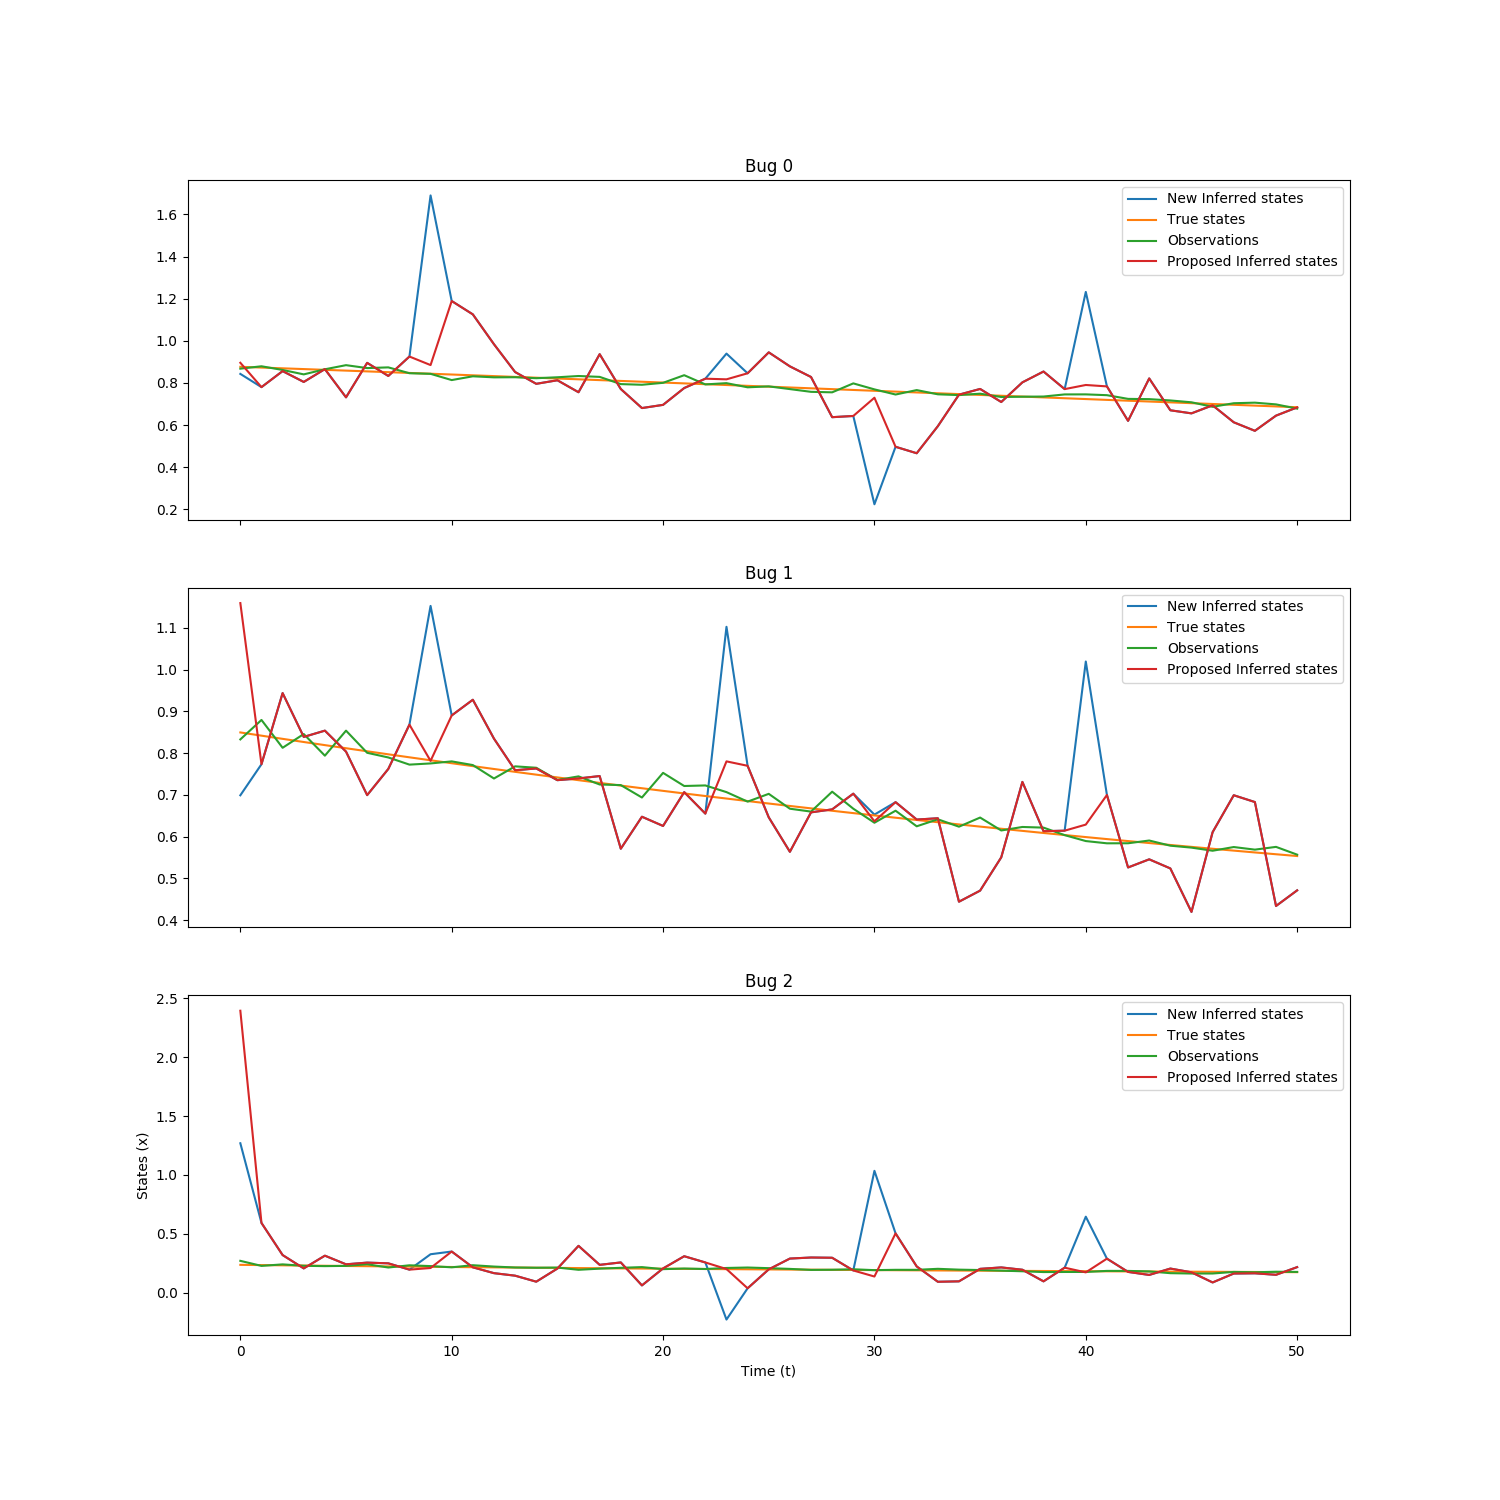 Bug 0
1.6
1.4
1.2
1.0
0.8
0.6
0.4
0.2
New Inferred states
True states
Observations
Proposed Inferred states
Bug 1
1.1
1.0
0.9
0.8
0.7
0.6
0.5
0.4
New Inferred states
True states
Observations
Proposed Inferred states
Bug 2
2.5
2.0
1.5
1.0
0.5
0.0
States (x)
New Inferred states
True states
Observations
Proposed Inferred states
0 10 20 30 40 50
Time (t)